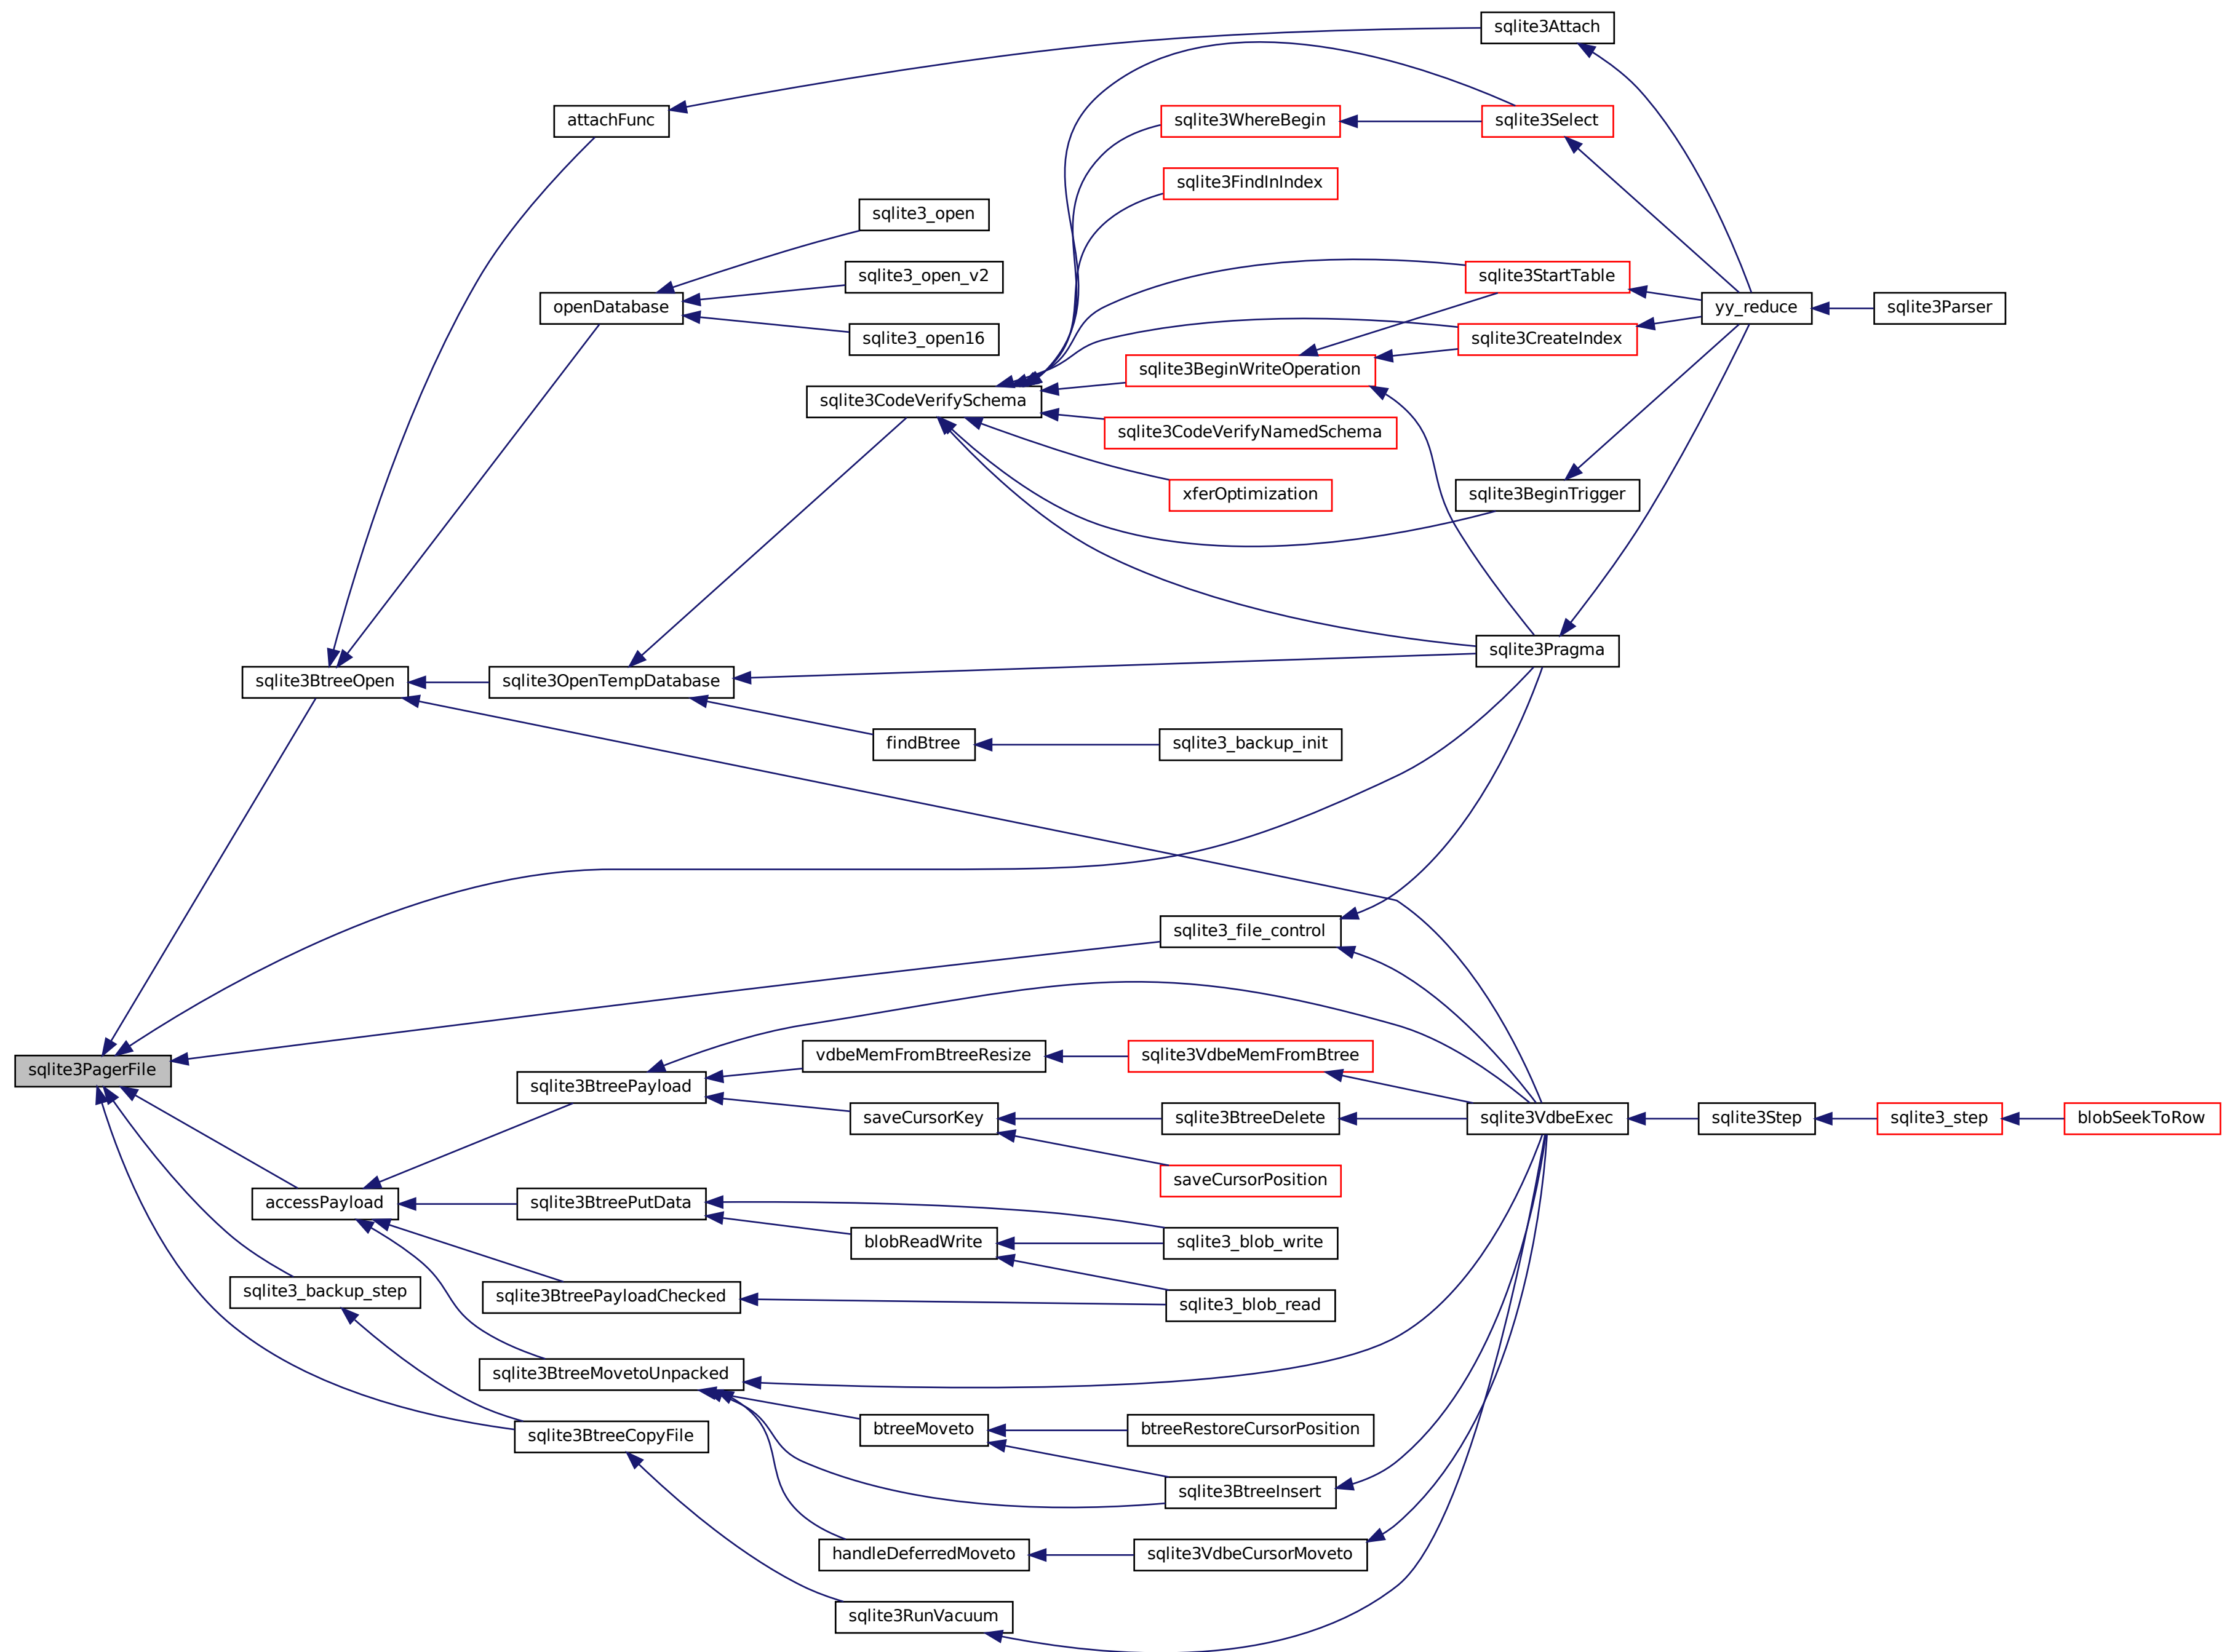 sqlite3Attach
attachFunc
sqlite3WhereBegin
sqlite3Select
sqlite3FindInIndex
sqlite3_open
sqlite3_open_v2
sqlite3StartTable
openDatabase
yy_reduce
sqlite3Parser
sqlite3_open16
sqlite3CreateIndex
sqlite3BeginWriteOperation
sqlite3CodeVerifySchema
sqlite3CodeVerifyNamedSchema
xferOptimization
sqlite3BeginTrigger
sqlite3Pragma
sqlite3BtreeOpen
sqlite3OpenTempDatabase
findBtree
sqlite3_backup_init
sqlite3_file_control
vdbeMemFromBtreeResize
sqlite3VdbeMemFromBtree
sqlite3PagerFile
sqlite3BtreePayload
saveCursorKey
sqlite3BtreeDelete
sqlite3VdbeExec
sqlite3Step
sqlite3_step
blobSeekToRow
saveCursorPosition
accessPayload
sqlite3BtreePutData
blobReadWrite
sqlite3_blob_write
sqlite3_backup_step
sqlite3BtreePayloadChecked
sqlite3_blob_read
sqlite3BtreeMovetoUnpacked
btreeMoveto
btreeRestoreCursorPosition
sqlite3BtreeCopyFile
sqlite3BtreeInsert
handleDeferredMoveto
sqlite3VdbeCursorMoveto
sqlite3RunVacuum